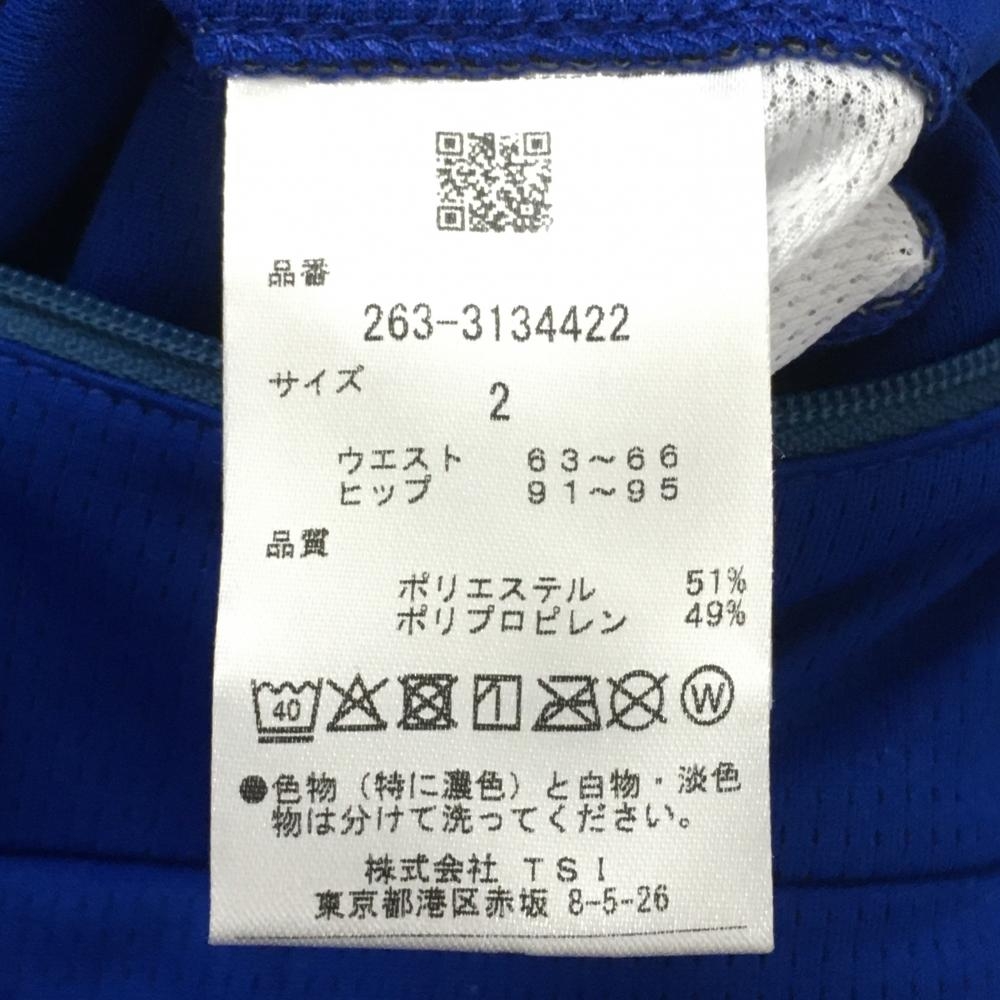 品番
263-3134422
サイズ
2
ウエスト 63～66
ヒップ 91～95
品質
ポリエステル 51%
ポリプロピレン 49%
40 W
●色物（特に濃色）と白物・淡色
物は分けて洗ってください。
株式会社 TSI
東京都港区赤坂 8-5-26